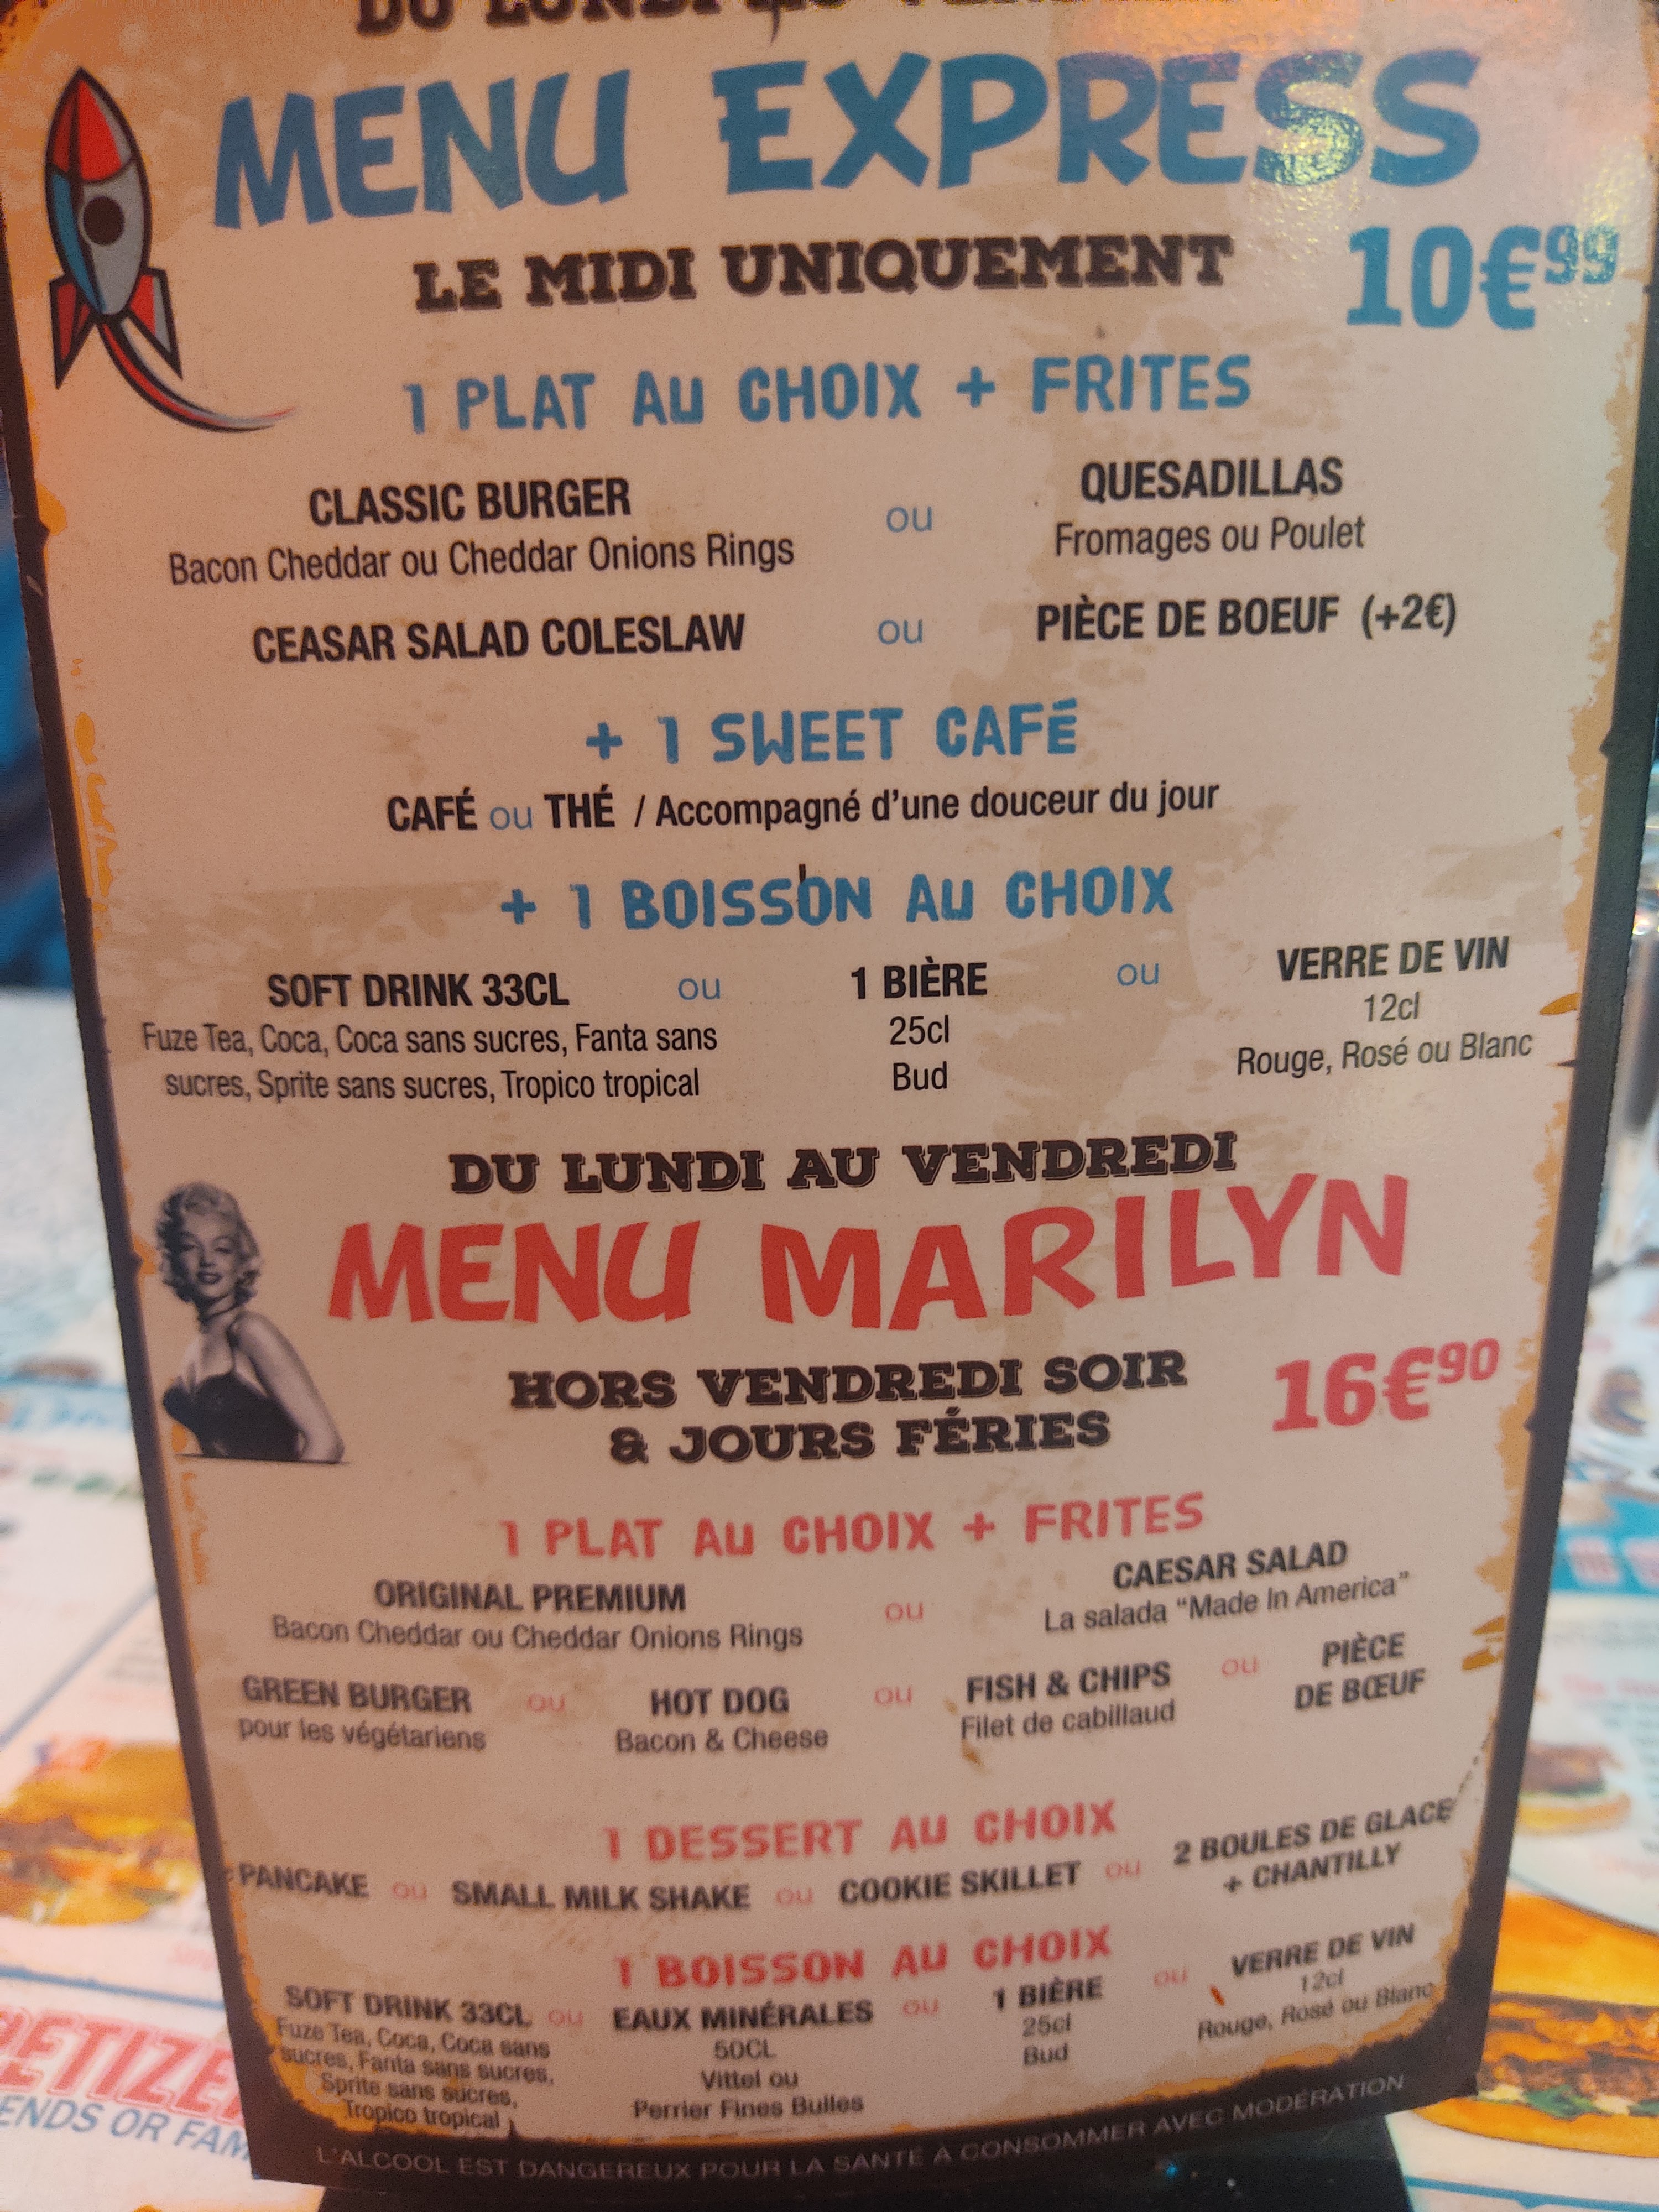 DU LUNDI AU VENDREDI
MENU EXPRESS
LE MIDI UNIQUEMENT
10€99
1 PLAT AU CHOIX + FRITES
CLASSIC BURGER ou QUESADILLAS
Bacon Cheddar ou Cheddar Onions Rings Fromages ou Poulet
CEASAR SALAD COLESLAW ou PIÈCE DE BOEUF (+2€)
+ 1 SWEET CAFÉ
CAFÉ ou THÉ / Accompagné d'une douceur du jour
+ 1 BOISSON AU CHOIX
SOFT DRINK 33CL ou 1 BIÈRE ou VERRE DE VIN
Fuze Tea, Coca, Coca sans sucres, Fanta sans 25cl 12cl
sucres, Sprite sans sucres, Tropico tropical Bud Rouge, Rosé ou Blanc
DU LUNDI AU VENDREDI
MENU MARILYN
HORS VENDREDI SOIR
& JOURS FÉRIES
16€90
1 PLAT AU CHOIX + FRITES
ORIGINAL PREMIUM ou CAESAR SALAD
Bacon Cheddar ou Cheddar Onions Rings La salada "Made In America"
GREEN BURGER ou HOT DOG ou FISH & CHIPS ou PIÈCE
DE BŒUF
pour les végétariens Bacon & Cheese Filet de cabillaud
1 DESSERT AU CHOIX
PANCAKE ou SMALL MILK SHAKE ou COOKIE SKILLET ou 2 BOULES DE GLACE
+ CHANTILLY
1 BOISSON AU CHOIX
SOFT DRINK 33CL ou EAUX MINÉRALES ou 1 BIÈRE ou VERRE DE VIN
Fuze Tea, Coca, Coca sans 50CL 25cl 12cl
sucres, Fanta sans sucres, Vittel ou Bud Rouge, Rosé ou Blanc
Sprite sans sucres, Perrier Fines Bulles
Tropico tropical
L'ALCOOL EST DANGEREUX POUR LA SANTÉ À CONSOMMER AVEC MODÉRATION